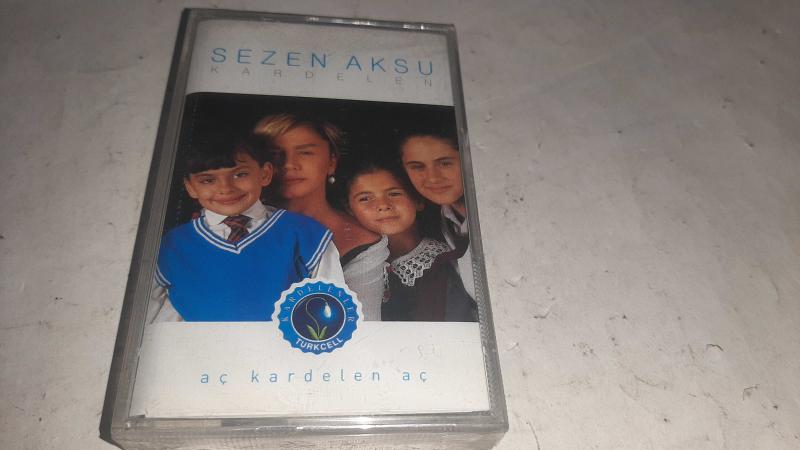 SEZEN AKSU
KARDELEN
KARDELENLER
TURKCELL
aç kardelen aç